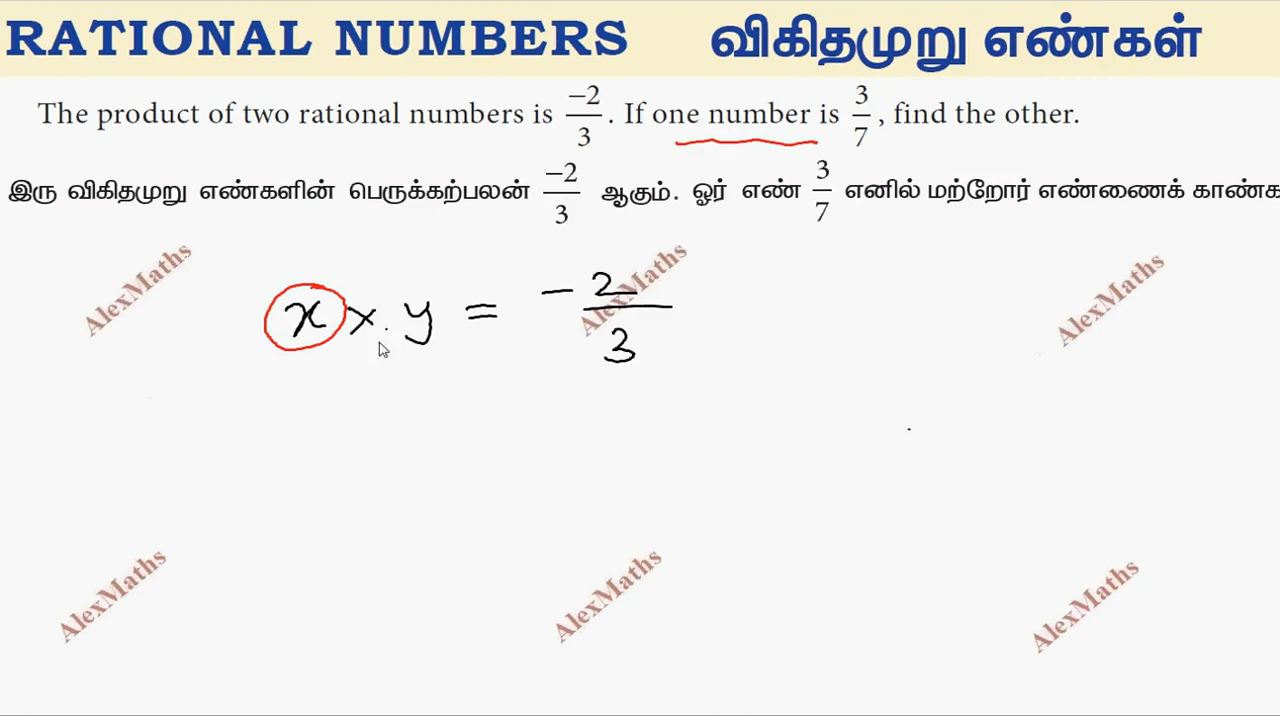 RATIONAL NUMBERS விகிதமுறு எண்கள்
The product of two rational numbers is -2/3. If one number is 3/7, find the other.
இரு விகிதமுறு எண்களின் பெருக்கற்பலன் -2/3 ஆகும். ஓர் எண் 3/7 எனில் மற்றோர் எண்ணைக் காண்க
AlexMaths AlexMaths AlexMaths
x × y = -2/3
AlexMaths AlexMaths AlexMaths